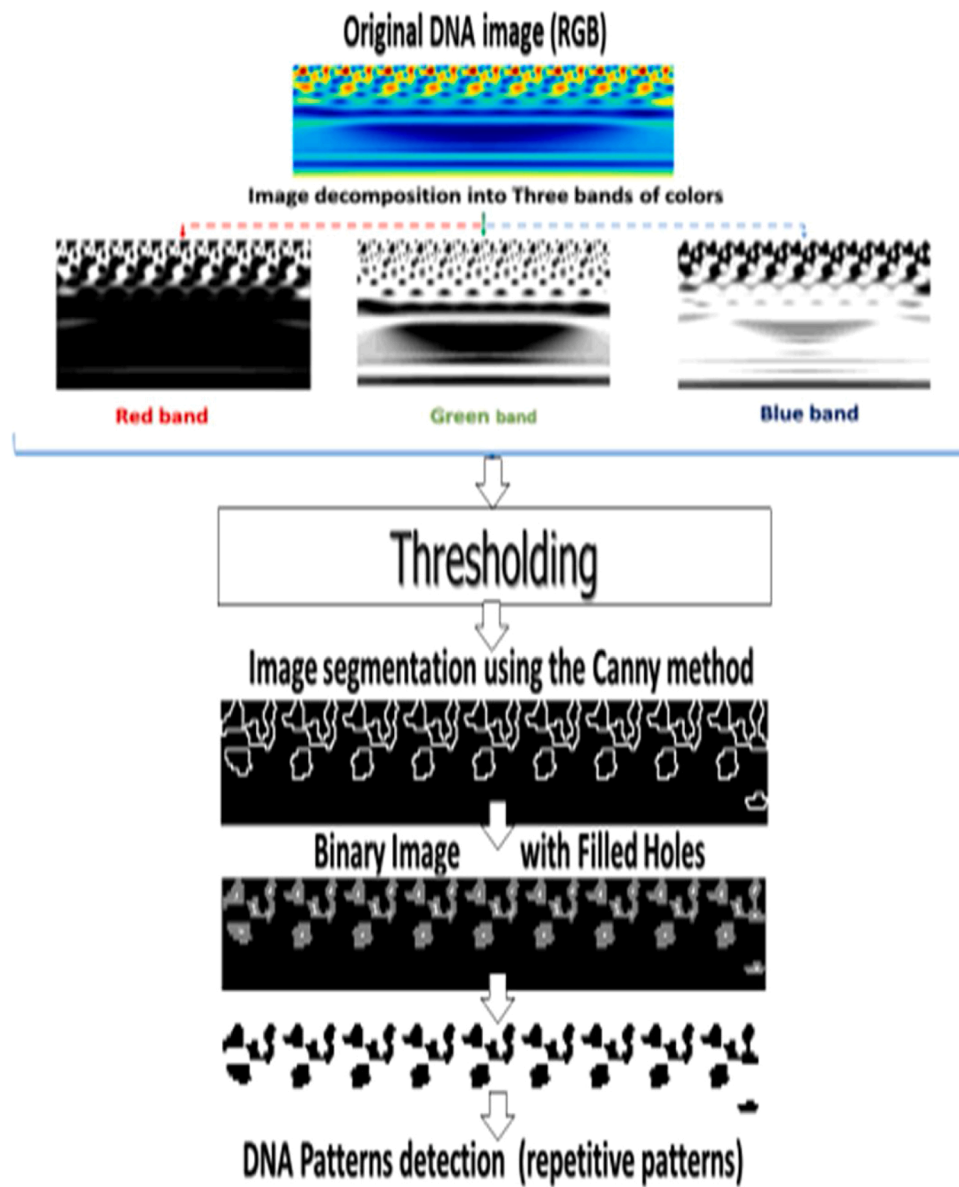 Original DNA image (RGB)
Image decomposition into Three bands of colors
Red band
Green band
Blue band
Thresholding
Image segmentation using the Canny method
Binary Image with Filled Holes
DNA Patterns detection (repetitive patterns)